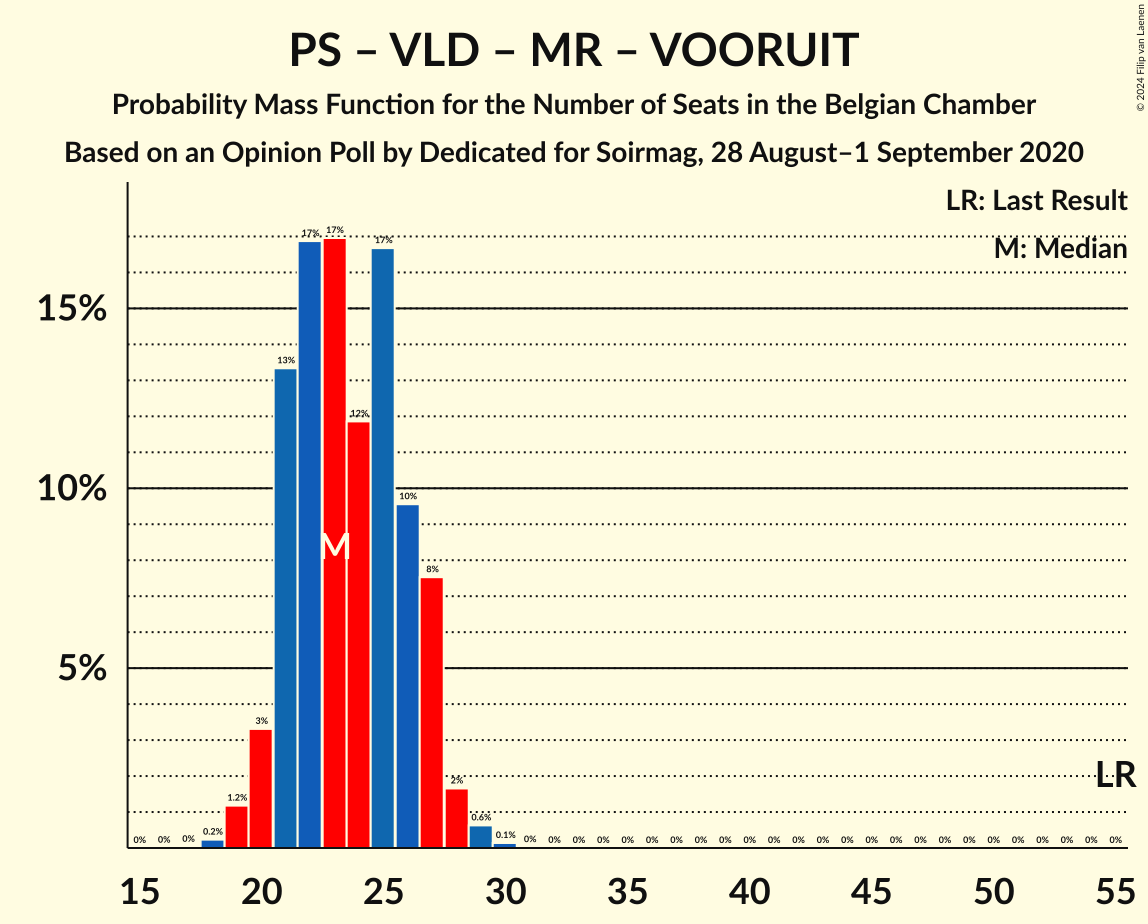 PS – VLD – MR – VOORUIT
Probability Mass Function for the Number of Seats in the Belgian Chamber
Based on an Opinion Poll by Dedicated for Soirmag, 28 August–1 September 2020
© 2024 Filip van Laenen
LR: Last Result
M: Median
15%
10%
5%
0% 0% 0% 0.2% 1.2% 3% 13% 17% 17% 12% 17% 10% 8% 2% 0.6% 0.1% 0% 0% 0% 0% 0% 0% 0% 0% 0% 0% 0% 0% 0% 0% 0% 0% 0% 0% 0% 0% 0% 0% 0% 0% 0%
M
LR
15 20 25 30 35 40 45 50 55